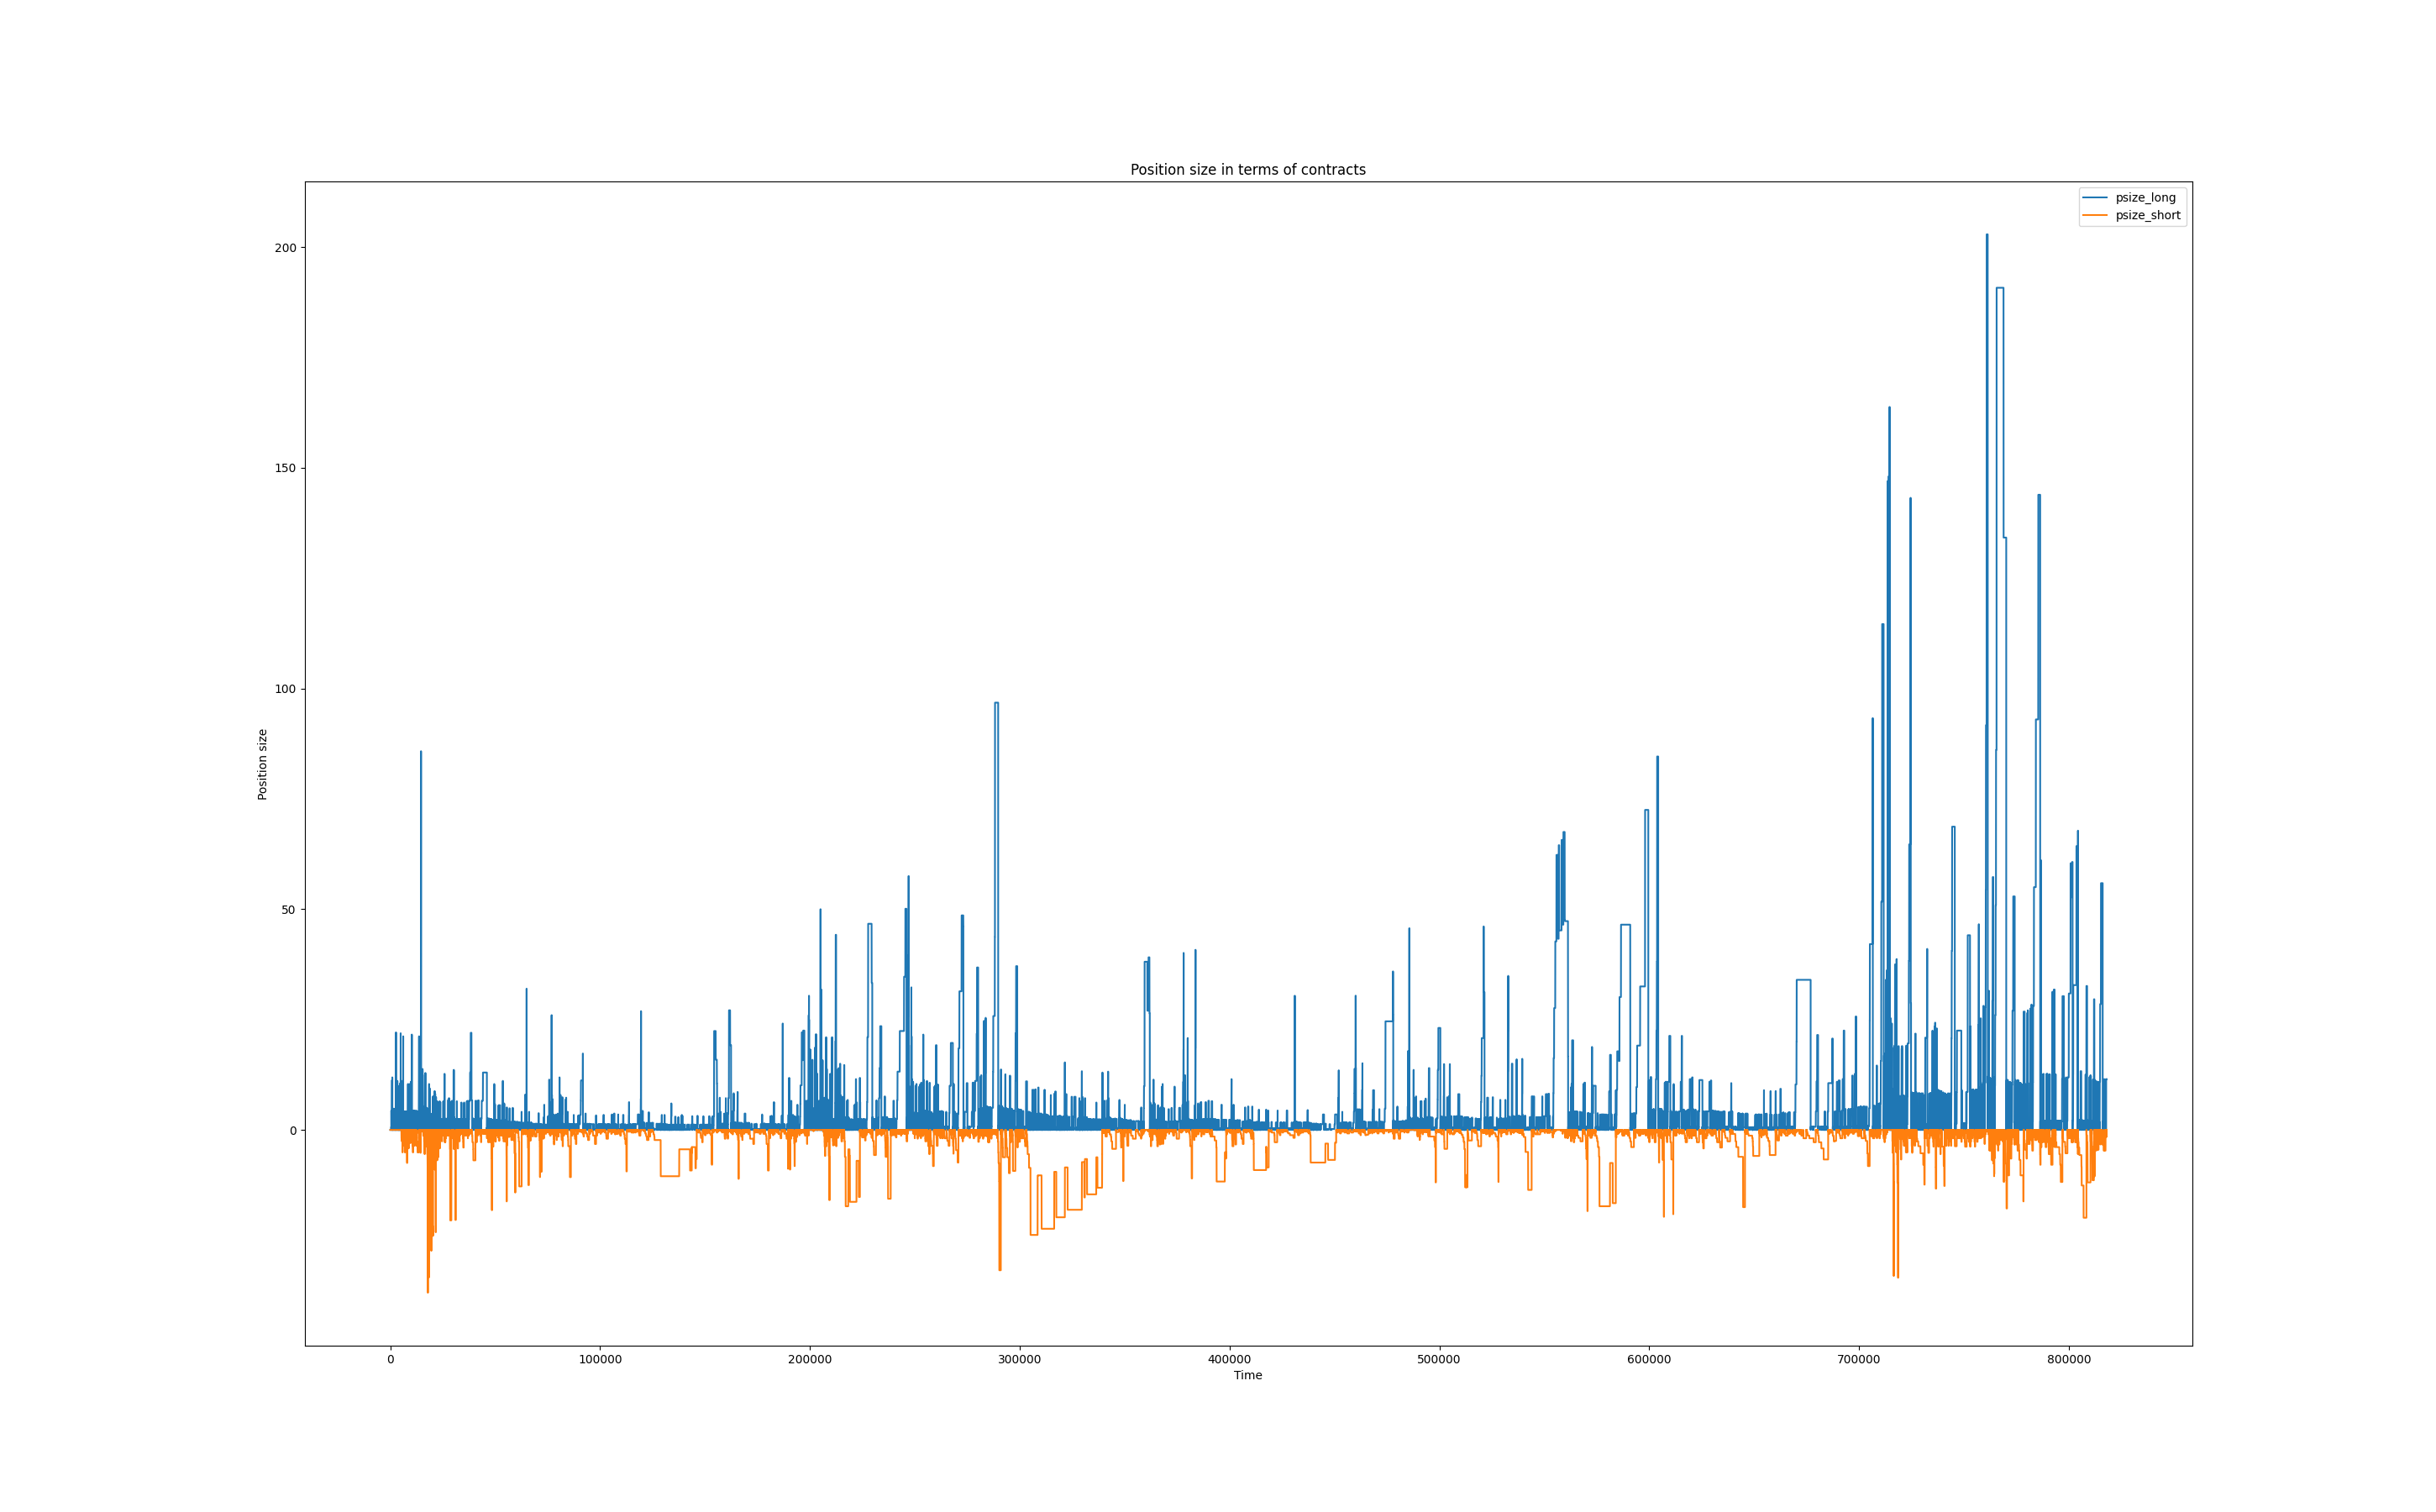 Position size in terms of contracts
psize_long
psize_short
200
150
100
50
0
Position size
0 100000 200000 300000 400000 500000 600000 700000 800000
Time